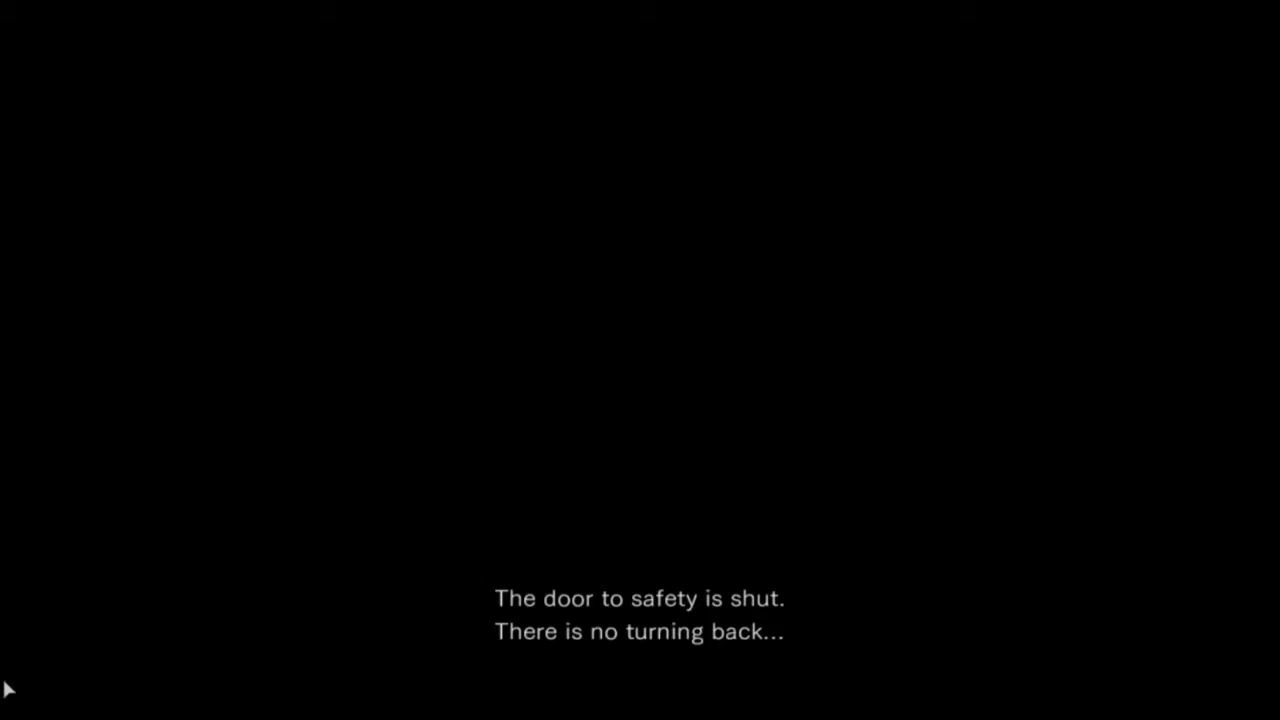 The door to safety is shut.
There is no turning back...